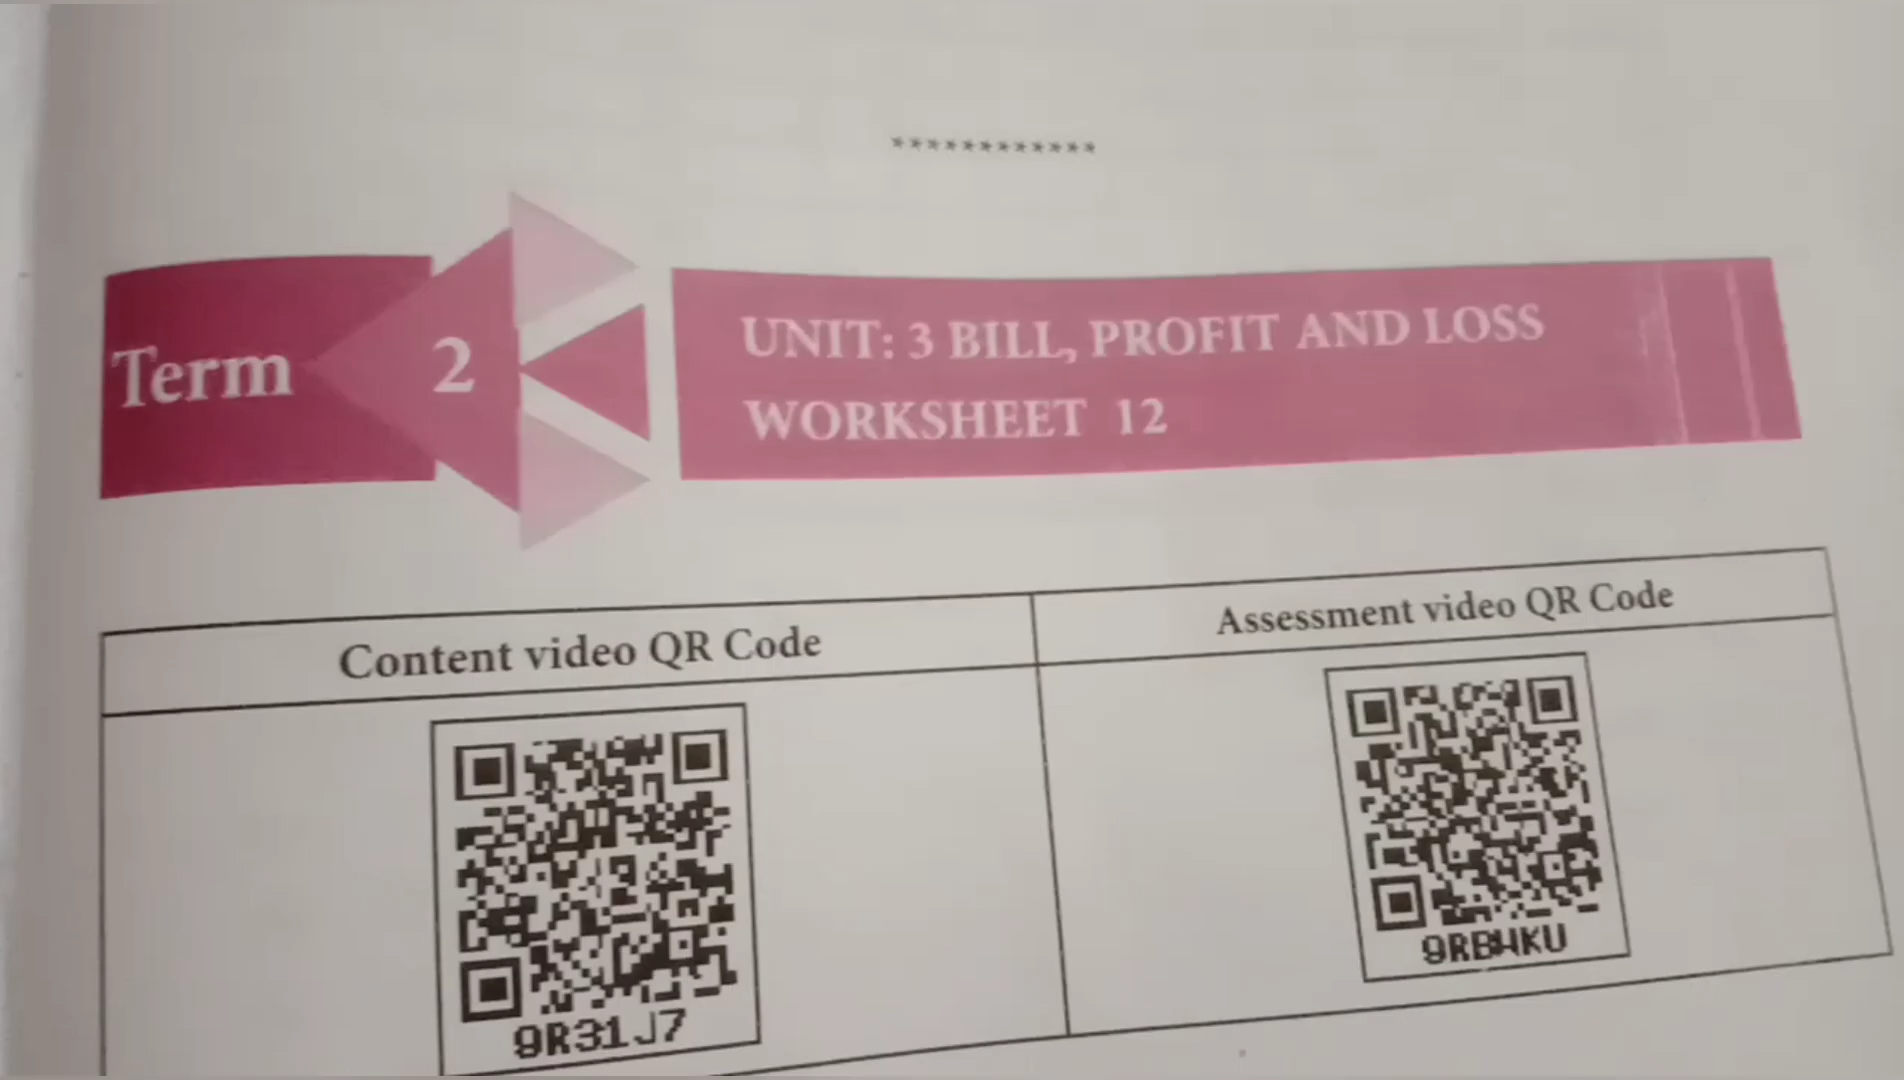 ************
Term 2
UNIT: 3 BILL, PROFIT AND LOSS
WORKSHEET 12
Content video QR Code
Assessment video QR Code
9R31J7
9RBWKU